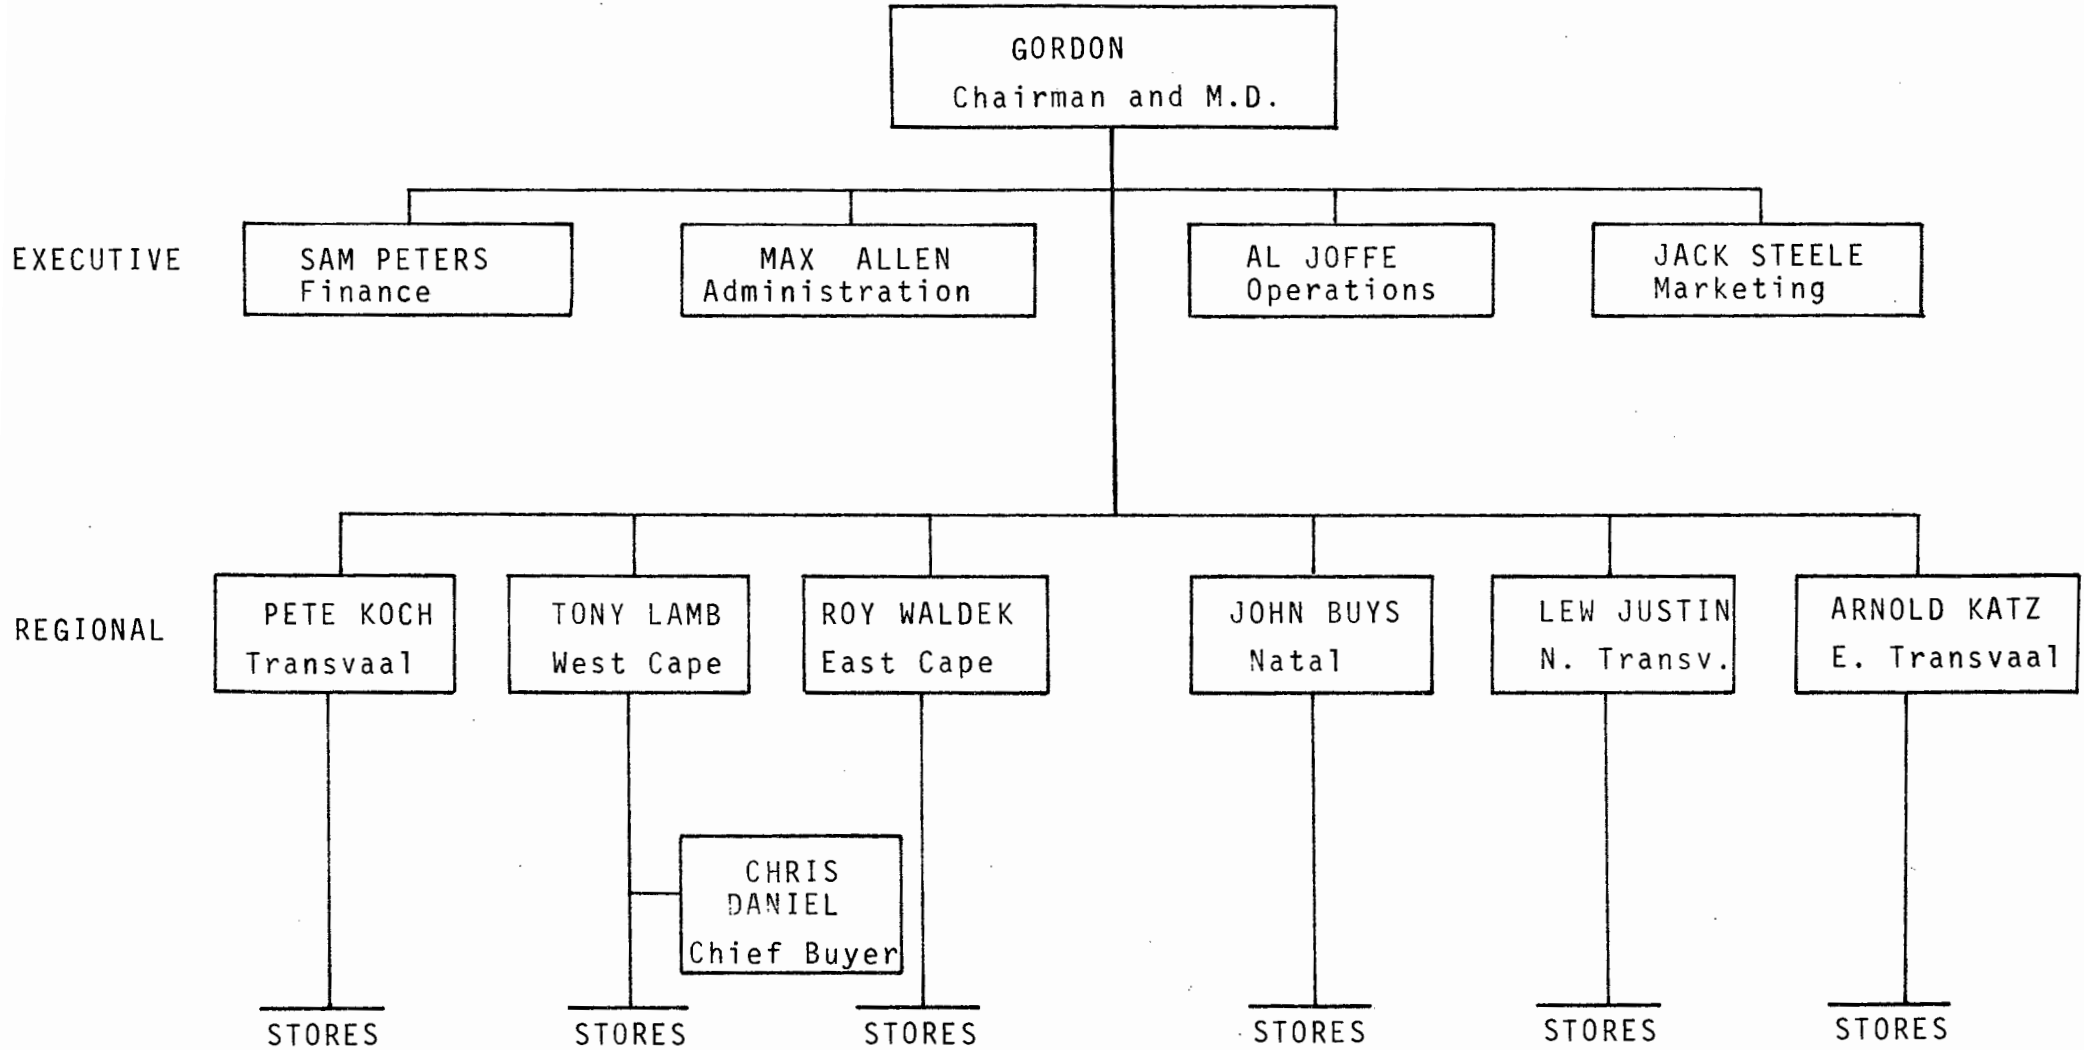 GORDON
Chairman and M.D.
EXECUTIVE
SAM PETERS
Finance
MAX ALLEN
Administration
AL JOFFE
Operations
JACK STEELE
Marketing
REGIONAL
PETE KOCH
Transvaal
TONY LAMB
West Cape
ROY WALDEK
East Cape
JOHN BUYS
Natal
LEW JUSTIN
N. Transv.
ARNOLD KATZ
E. Transvaal
CHRIS
DANIEL
Chief Buyer
STORES
STORES
STORES
STORES
STORES
STORES